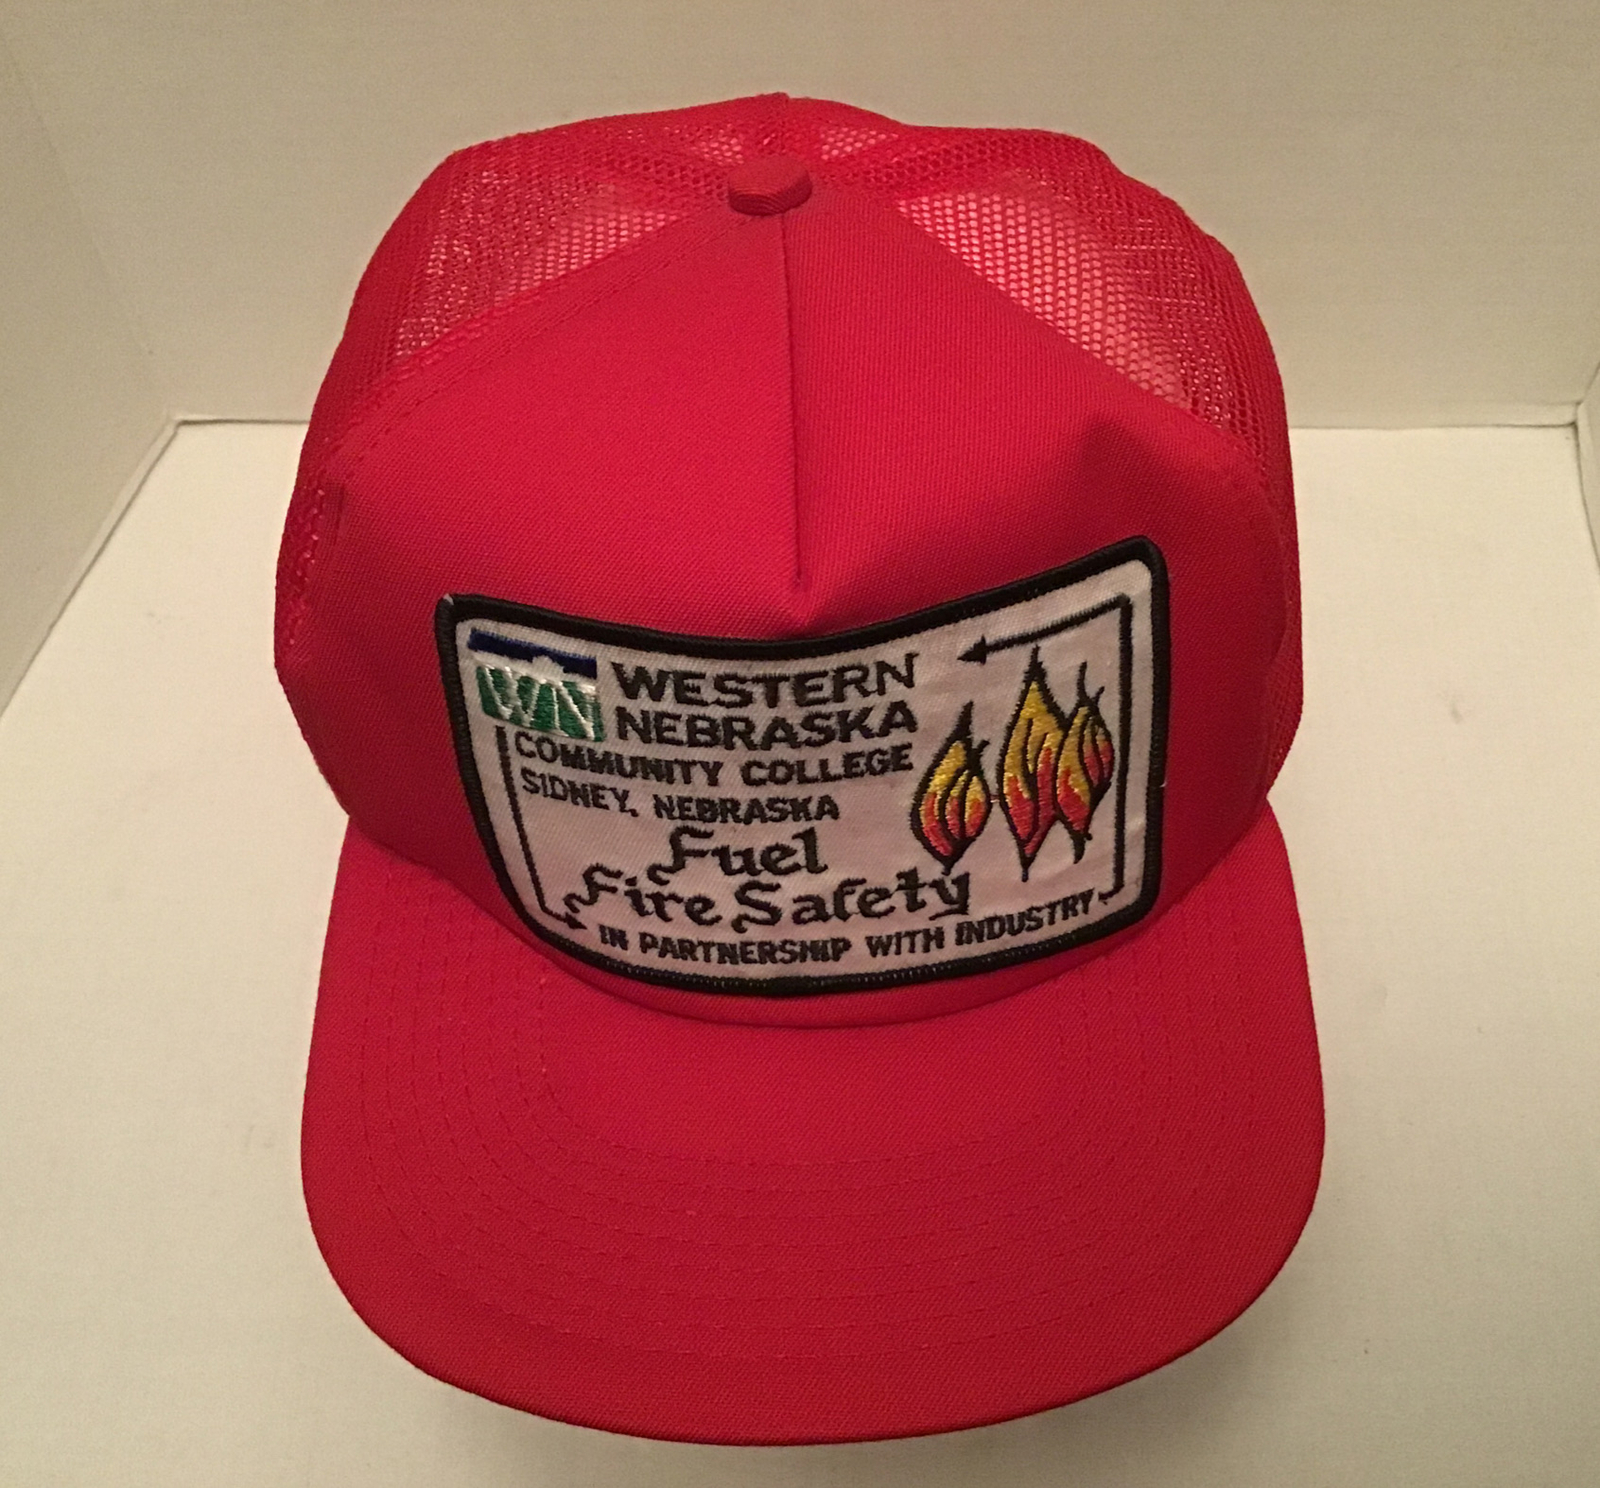 WN
WESTERN
NEBRASKA
COMMUNITY COLLEGE
SIDNEY, NEBRASKA
Fuel
Fire Safety
IN PARTNERSHIP WITH INDUSTRY